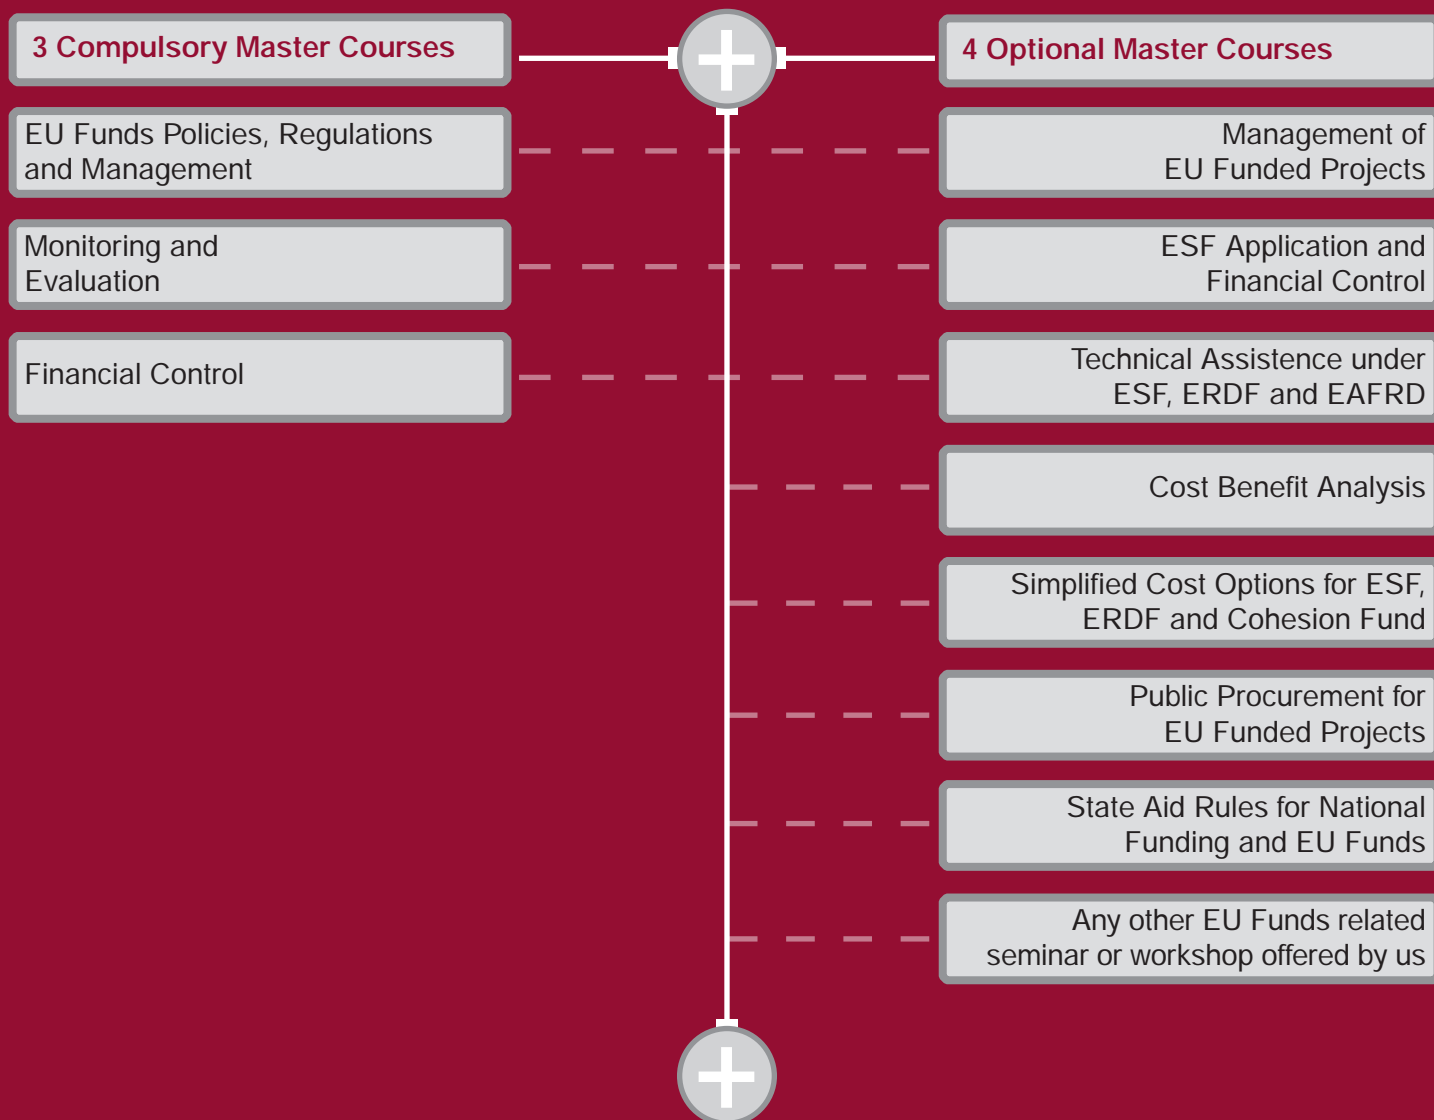 3 Compulsory Master Courses
EU Funds Policies, Regulations
and Management
Monitoring and
Evaluation
Financial Control
4 Optional Master Courses
Management of
EU Funded Projects
ESF Application and
Financial Control
Technical Assistence under
ESF, ERDF and EAFRD
Cost Benefit Analysis
Simplified Cost Options for ESF,
ERDF and Cohesion Fund
Public Procurement for
EU Funded Projects
State Aid Rules for National
Funding and EU Funds
Any other EU Funds related
seminar or workshop offered by us